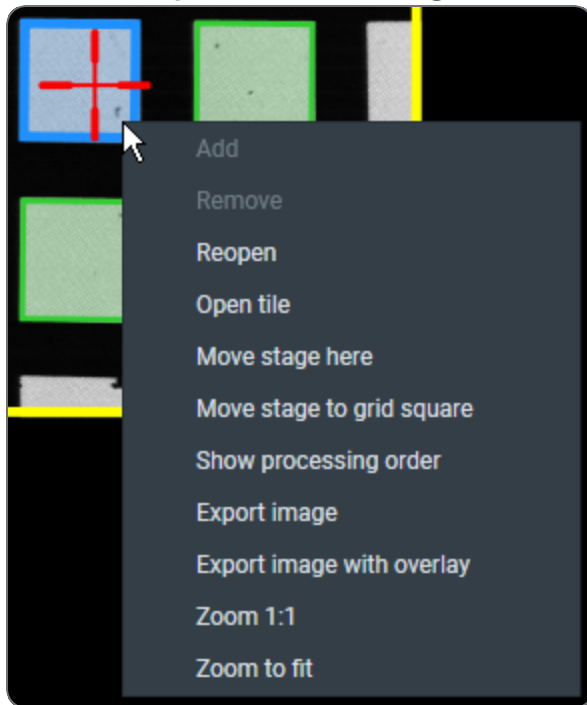 Add
Remove
Reopen
Open tile
Move stage here
Move stage to grid square
Show processing order
Export image
Export image with overlay
Zoom 1:1
Zoom to fit